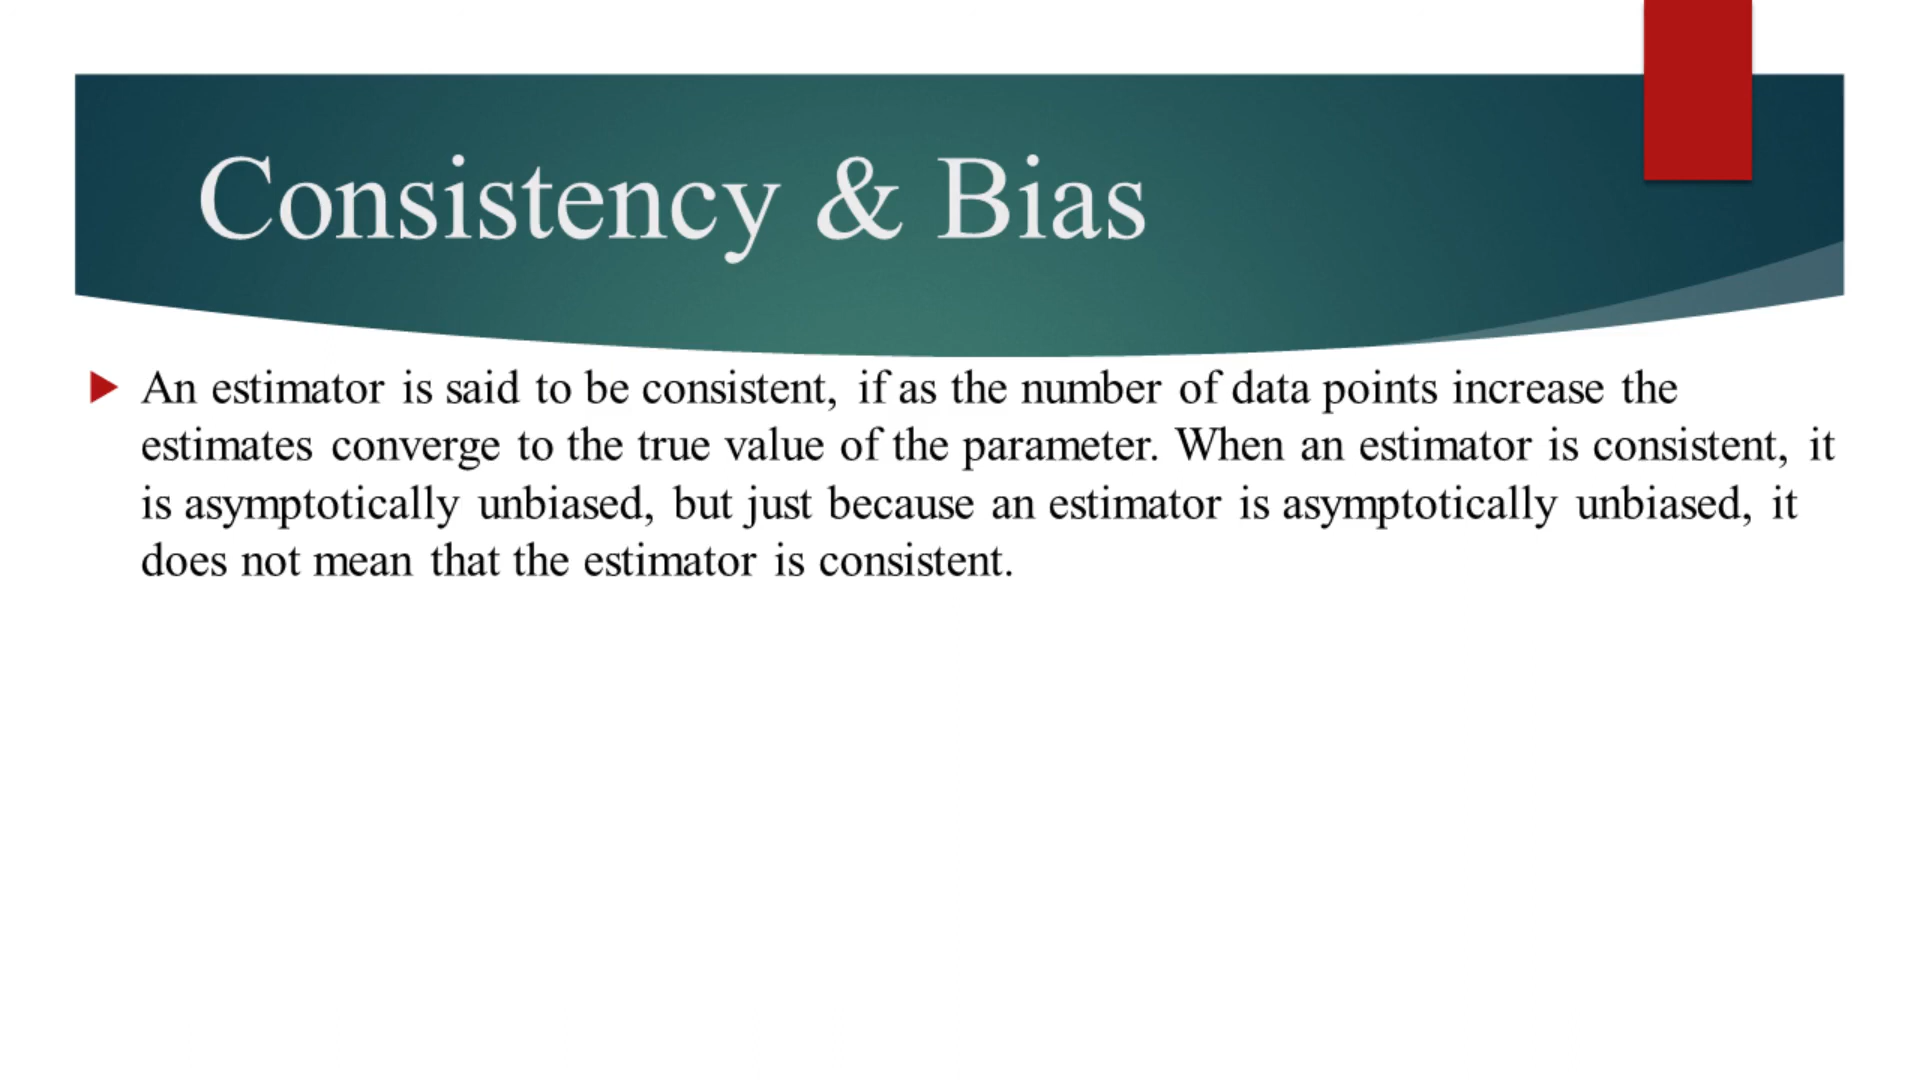 Consistency & Bias
An estimator is said to be consistent, if as the number of data points increase the
estimates converge to the true value of the parameter. When an estimator is consistent, it
is asymptotically unbiased, but just because an estimator is asymptotically unbiased, it
does not mean that the estimator is consistent.